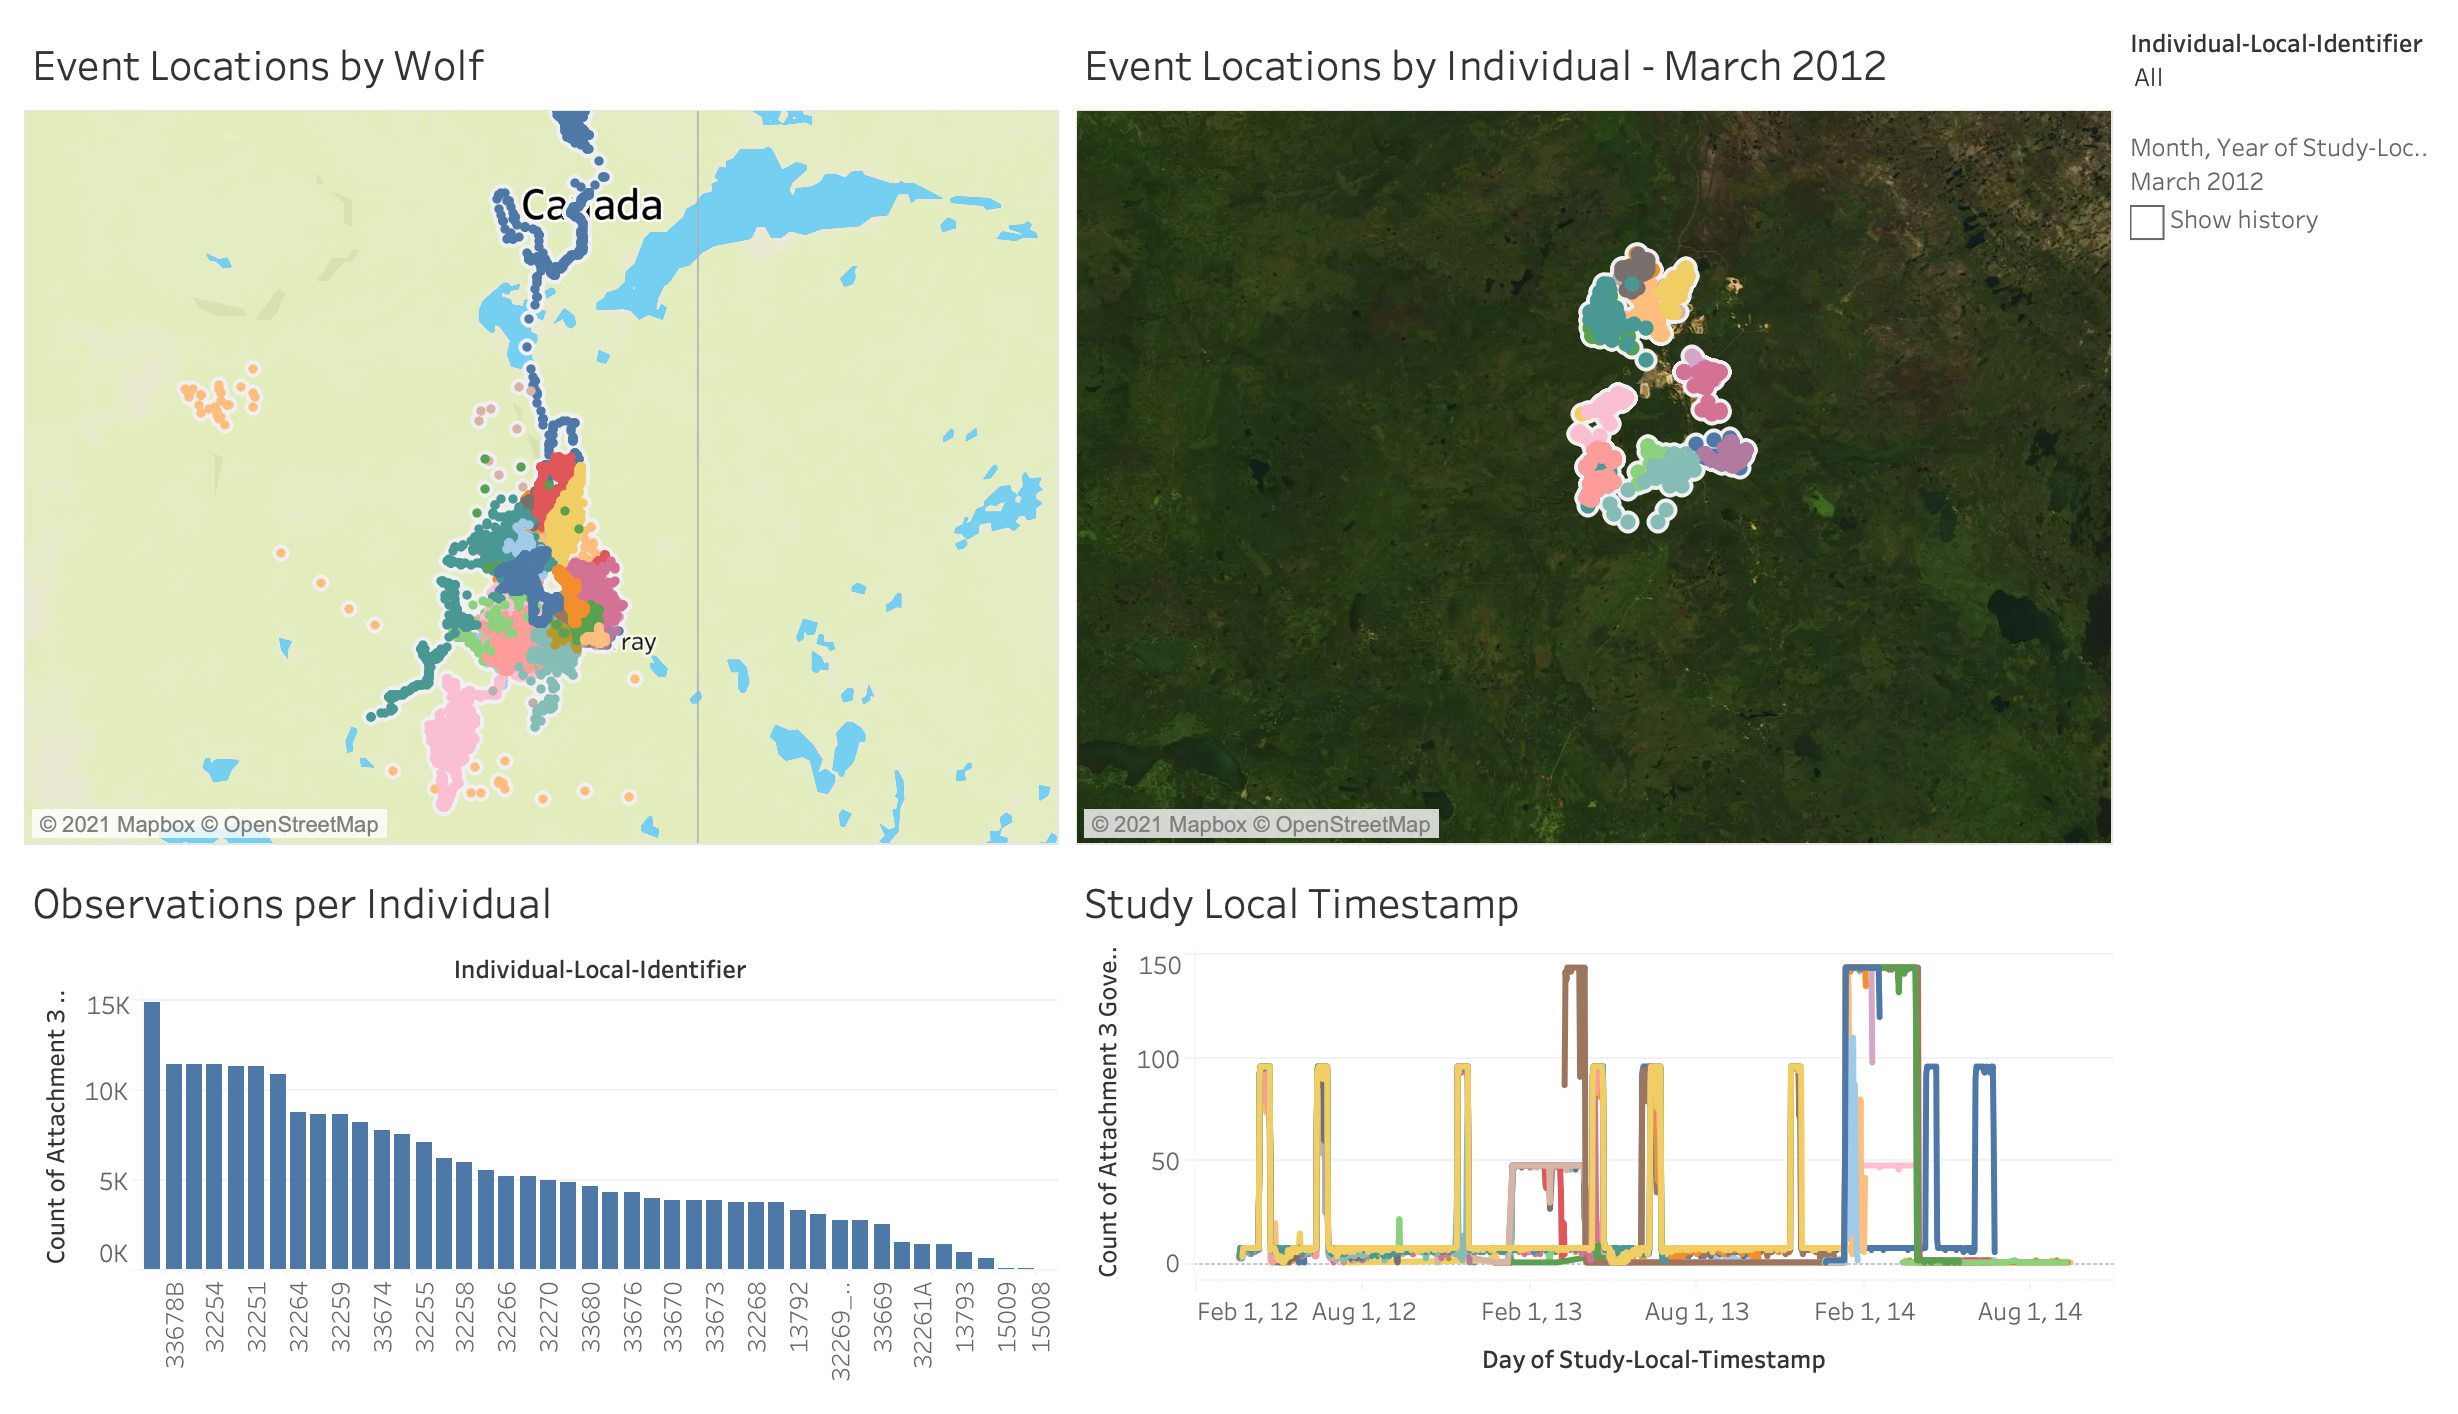 Event Locations by Wolf
Event Locations by Individual - March 2012
Individual-Local-Identifier
All
Month, Year of Study-Loc..
March 2012
Show history
Canada
ray
© 2021 Mapbox © OpenStreetMap
© 2021 Mapbox © OpenStreetMap
Observations per Individual
Individual-Local-Identifier
Count of Attachment 3 ..
15K
10K
5K
0K
33678B
32254
32251
32264
32259
33674
32255
32258
32266
32270
33680
33676
33670
33673
32268
13792
32269_..
33669
32261A
13793
15009
15008
Study Local Timestamp
Count of Attachment 3 Gove..
150
100
50
0
Feb 1, 12
Aug 1, 12
Feb 1, 13
Aug 1, 13
Feb 1, 14
Aug 1, 14
Day of Study-Local-Timestamp